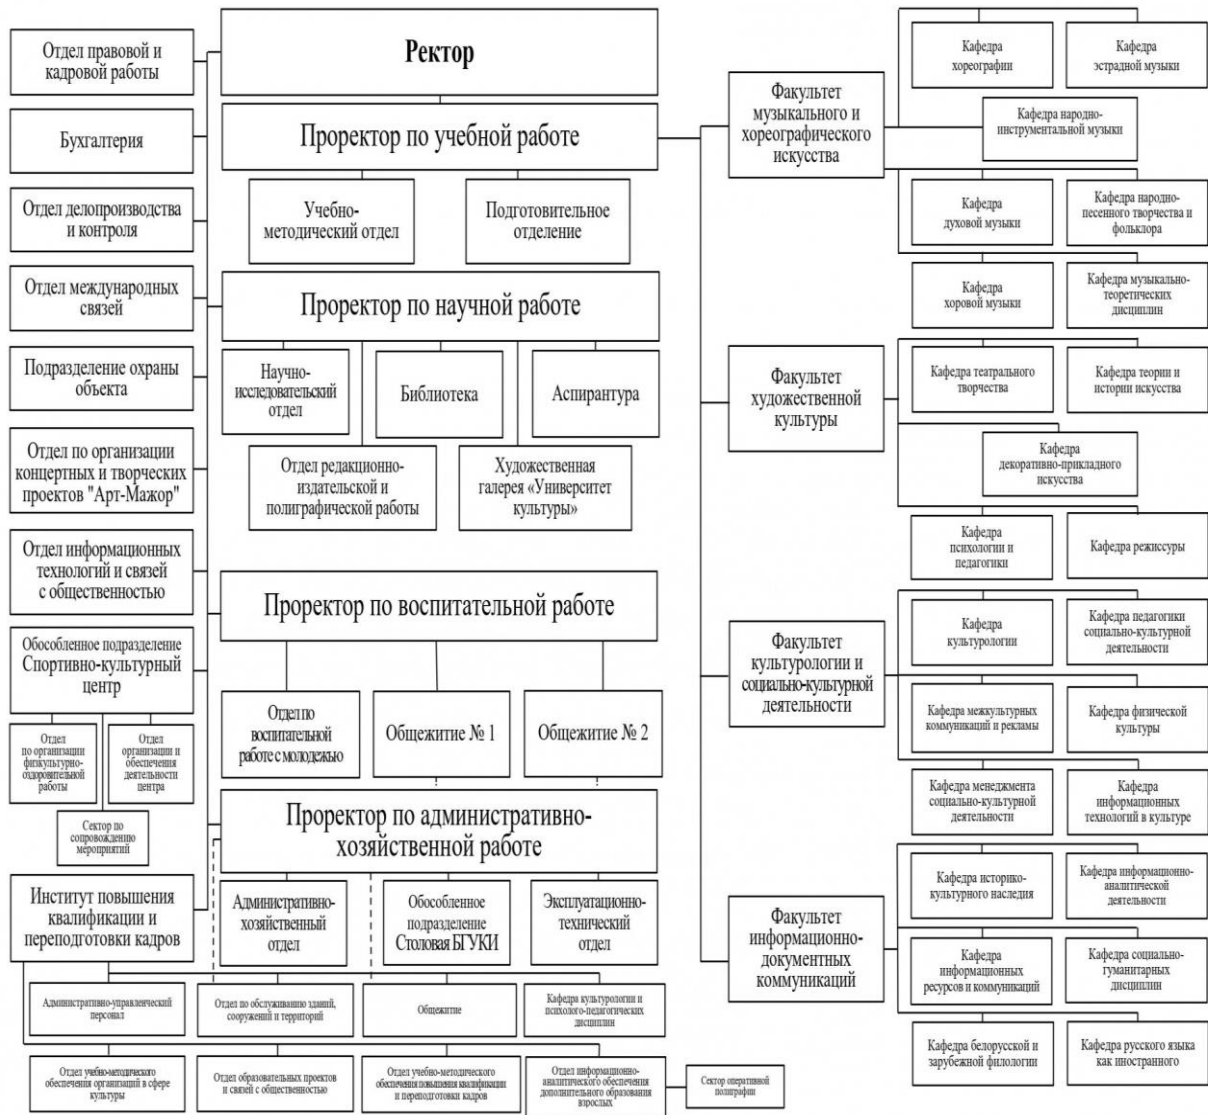 Отдел правовой и
кадровой работы
Бухгалтерия
Отдел делопроизводства
и контроля
Отдел международных
связей
Подразделение охраны
объекта
Отдел по организации
концертных и творческих
проектов "Арт-Мажор"
Отдел информационных
технологий и связей
с общественностью
Обособленное подразделение
Спортивно-культурный
центр
Отдел
по организации
физкультурно-
оздоровительной
работы
Отдел
организации и
обеспечения
деятельности
центра
Сектор по
сопровождению
мероприятий
Институт повышения
квалификации и
переподготовки кадров
Ректор
Проректор по учебной работе
Учебно-
методический отдел
Подготовительное
отделение
Проректор по научной работе
Научно-
исследовательский
отдел
Библиотека
Аспирантура
Отдел редакционно-
издательской и
полиграфической работы
Художественная
галерея «Университет
культуры»
Проректор по воспитательной работе
Отдел по
воспитательной
работе с молодежью
Общежитие № 1
Общежитие № 2
Проректор по административно-
хозяйственной работе
Административно-
хозяйственный
отдел
Обособленное
подразделение
Столовая БГУКИ
Эксплуатационно-
технический
отдел
Административно-управленческий
персонал
Отдел по обслуживанию зданий,
сооружений и территорий
Общежитие
Кафедра культурологии и
психолого-педагогических
дисциплин
Отдел учебно-методического
обеспечения организаций в сфере
культуры
Отдел образовательных проектов
и связей с общественностью
Отдел учебно-методического
обеспечения повышения квалификации
и переподготовки кадров
Отдел информационно-
аналитического обеспечения
дополнительного образования
взрослых
Сектор оперативной
полиграфии
Факультет
музыкального и
хореографического
искусства
Кафедра
хореографии
Кафедра
эстрадной музыки
Кафедра народно-
инструментальной музыки
Кафедра
духовой музыки
Кафедра народно-
песенного творчества и
фольклора
Кафедра
хоровой музыки
Кафедра музыкально-
теоретических
дисциплин
Факультет
художественной
культуры
Кафедра театрального
творчества
Кафедра теории и
истории искусства
Кафедра
декоративно-прикладного
искусства
Кафедра
психологии и
педагогики
Кафедра режиссуры
Факультет
культурологии и
социально-культурной
деятельности
Кафедра
культурологии
Кафедра педагогики
социально-культурной
деятельности
Кафедра межкультурных
коммуникаций и рекламы
Кафедра физической
культуры
Кафедра менеджмента
социально-культурной
деятельности
Кафедра
информационных
технологий в культуре
Факультет
информационно-
документных
коммуникаций
Кафедра историко-
культурного наследия
Кафедра информационно-
аналитической
деятельности
Кафедра
информационных
ресурсов и коммуникаций
Кафедра социально-
гуманитарных
дисциплин
Кафедра белорусской и
зарубежной филологии
Кафедра русского языка
как иностранного